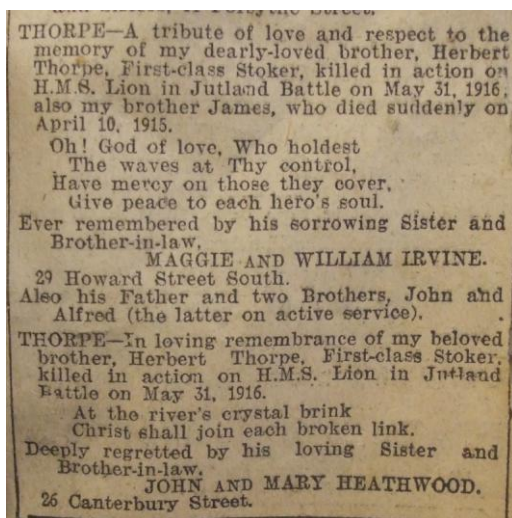 THORPE—A tribute of love and respect to the
memory of my dearly-loved brother, Herbert
Thorpe, First-class Stoker, killed in action on
H.M.S. Lion in Jutland Battle on May 31, 1916,
also my brother James, who died suddenly on
April 10, 1915.
Oh! God of love, Who holdest
The waves at Thy control,
Have mercy on those they cover,
Give peace to each hero's soul.
Ever remembered by his sorrowing Sister and
Brother-in-law,
MAGGIE AND WILLIAM IRVINE.
29 Howard Street South.
Also his Father and two Brothers, John and
Alfred (the latter on active service).
THORPE—In loving remembrance of my beloved
brother, Herbert Thorpe, First-class Stoker,
killed in action on H.M.S. Lion in Jutland
Battle on May 31, 1916.
At the river's crystal brink
Christ shall join each broken link.
Deeply regretted by his loving Sister and
Brother-in-law.
JOHN AND MARY HEATHWOOD.
26 Canterbury Street.